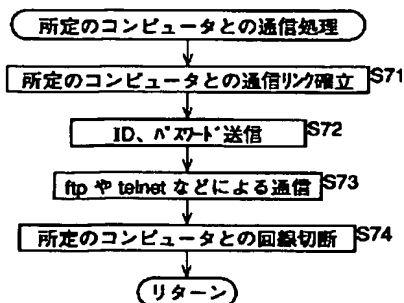 所定のコンピュータとの通信処理
所定のコンピュータとの通信リンク確立 S71
ID、パスワード送信 S72
ftp や telnet などによる通信 S73
所定のコンピュータとの回線切断 S74
リターン